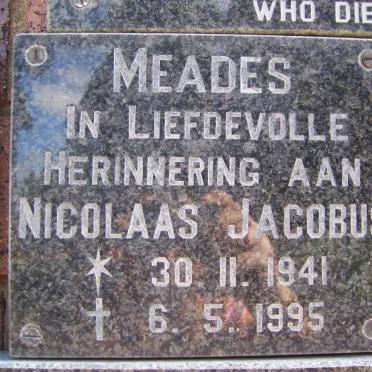 WHO DIE
MEADES
IN LIEFDEVOLLE
HERINNERING AAN
NICOLAAS JACOBUS
30. 11. 1941
6. 5. 1995